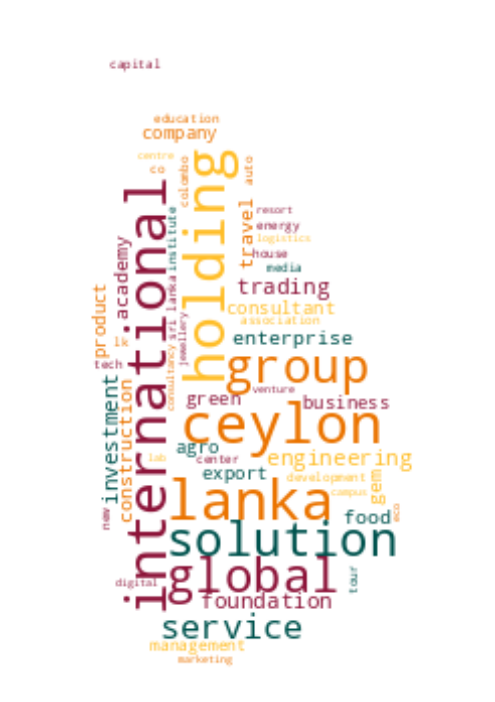 capital
education
company
centre
co
colombo
auto
holding
international
institute
travel
resort
energy
logistics
house
media
academy
sri lanka
trading
product
consultant
association
jewellery
lk
enterprise
tech
group
consultancy
venture
green
business
investment
construction
ceylon
agro
lab
center
engineering
export
development
gem
campus
lanka
new
food
eco
solution
global
tour
digital
foundation
service
management
marketing